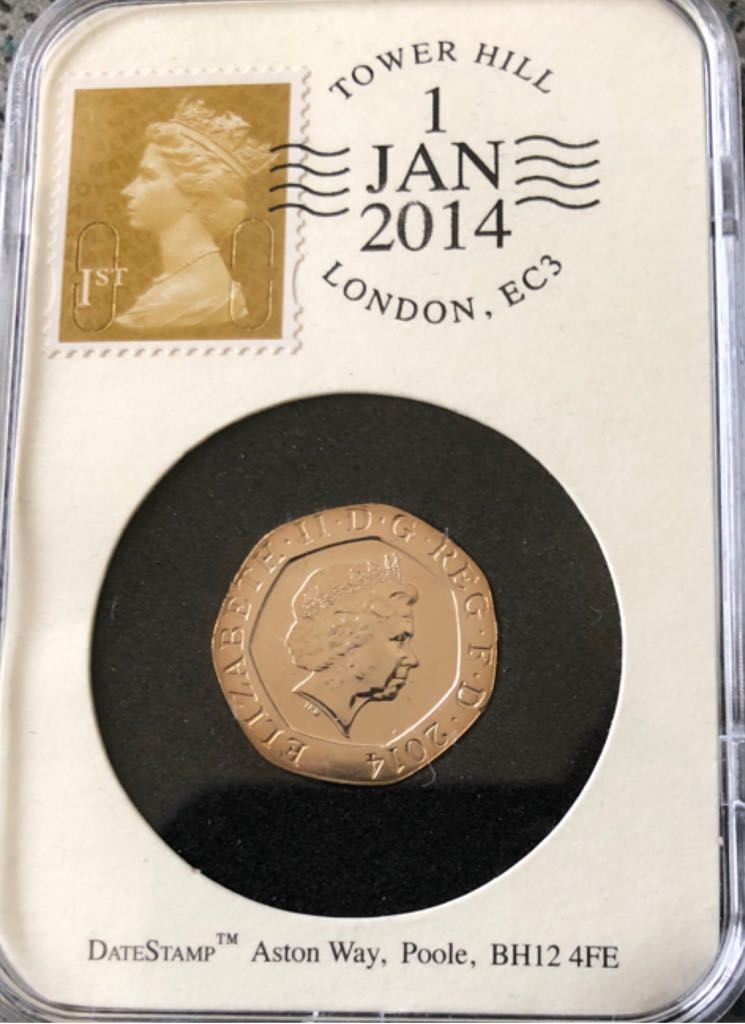 TOWER HILL
1
JAN
2014
LONDON, EC3
1ST
ELIZABETH·II·D·G·REG·F·D·2014
DATESTAMP™ Aston Way, Poole, BH12 4FE